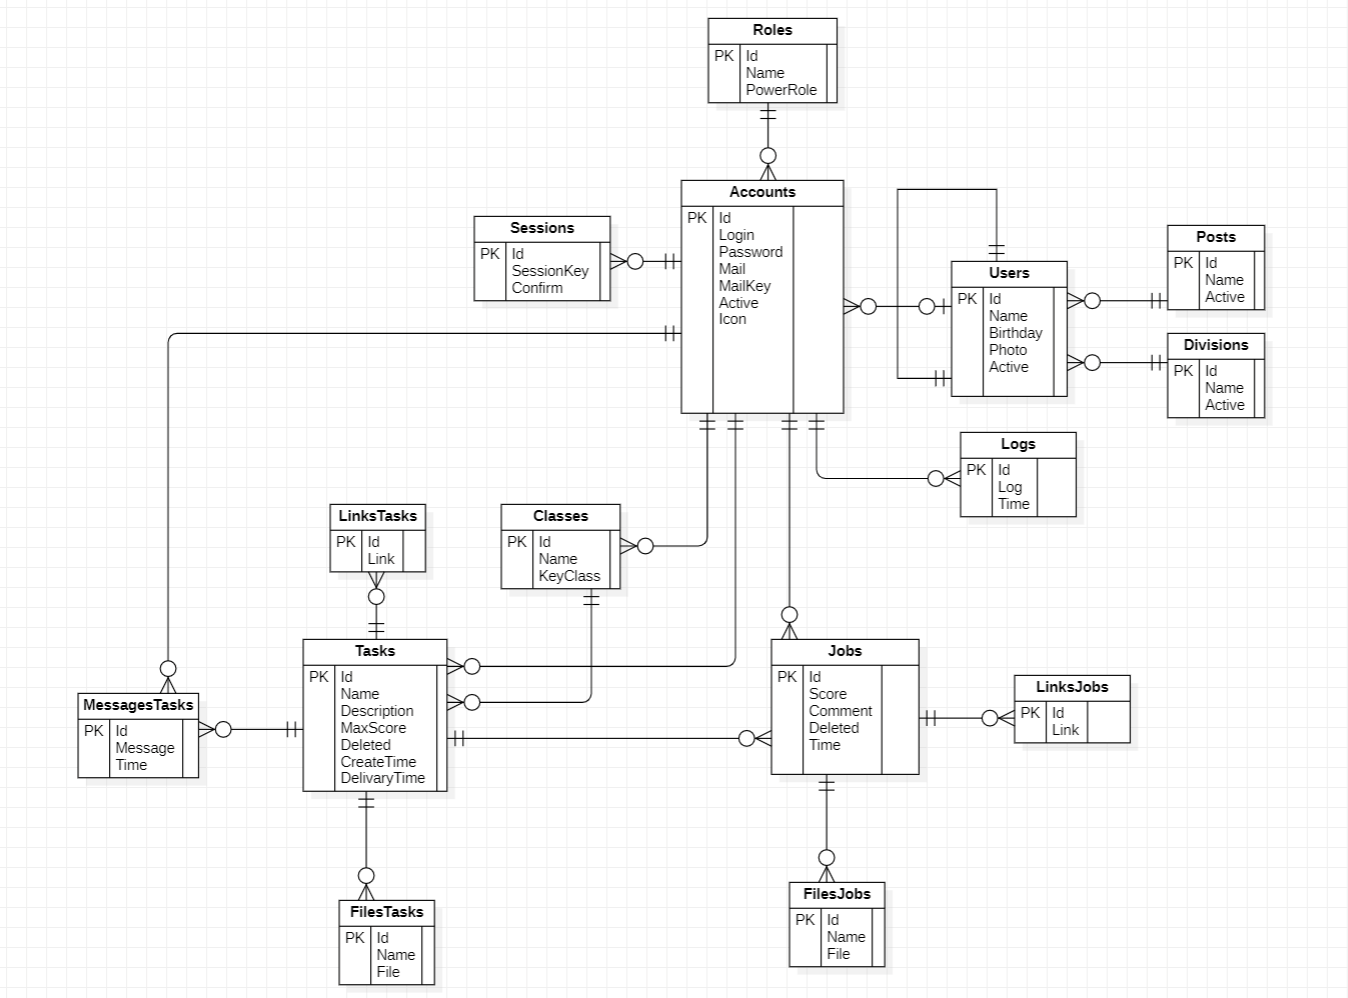 Roles
PK Id
Name
PowerRole
Accounts
PK Id
Login
Password
Mail
MailKey
Active
Icon
Sessions
PK Id
SessionKey
Confirm
Users
PK Id
Name
Birthday
Photo
Active
Posts
PK Id
Name
Active
Divisions
PK Id
Name
Active
Logs
PK Id
Log
Time
LinksTasks
PK Id
Link
Classes
PK Id
Name
KeyClass
Tasks
PK Id
Name
Description
MaxScore
Deleted
CreateTime
DelivaryTime
Jobs
PK Id
Score
Comment
Deleted
Time
LinksJobs
PK Id
Link
MessagesTasks
PK Id
Message
Time
FilesTasks
PK Id
Name
File
FilesJobs
PK Id
Name
File